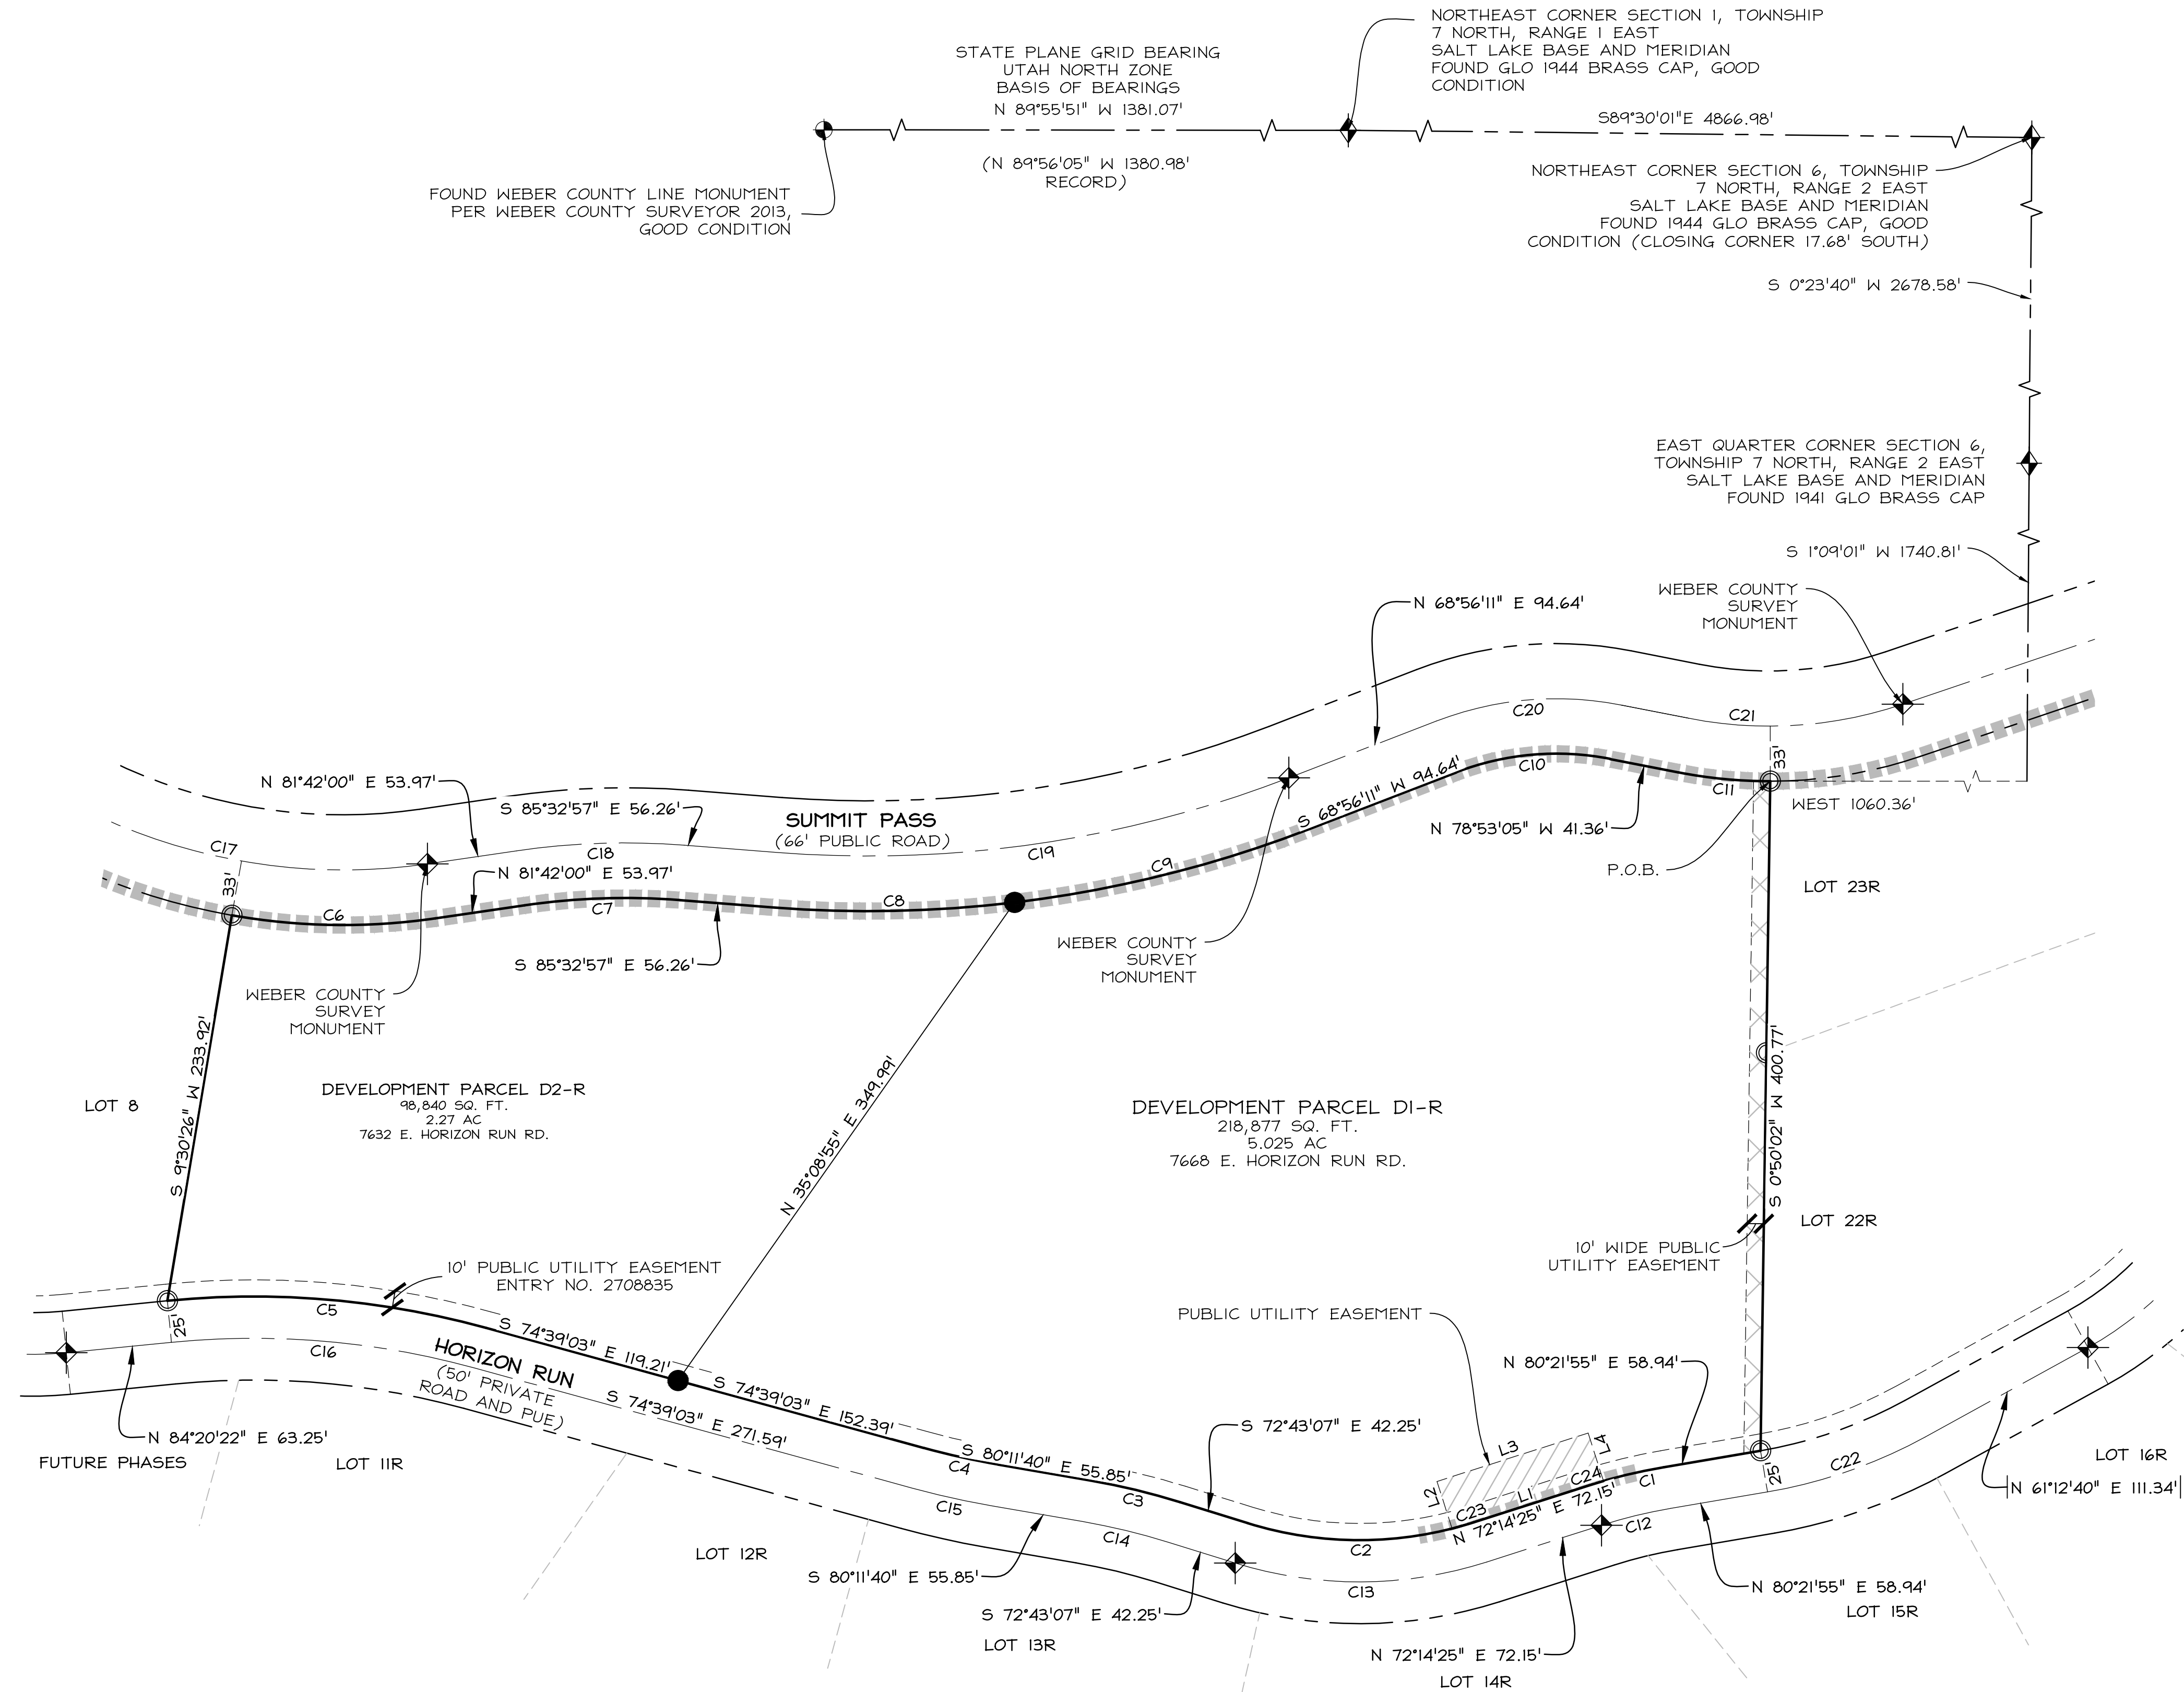 NORTHEAST CORNER SECTION 1, TOWNSHIP
7 NORTH, RANGE 1 EAST
SALT LAKE BASE AND MERIDIAN
FOUND GLO 1944 BRASS CAP, GOOD
CONDITION
STATE PLANE GRID BEARING
UTAH NORTH ZONE
BASIS OF BEARINGS
N 89°55'51" W 1381.07'
(N 89°56'05" W 1380.98'
RECORD)
S89°30'01"E 4866.98'
FOUND WEBER COUNTY LINE MONUMENT
PER WEBER COUNTY SURVEYOR 2013,
GOOD CONDITION
NORTHEAST CORNER SECTION 6, TOWNSHIP
7 NORTH, RANGE 2 EAST
SALT LAKE BASE AND MERIDIAN
FOUND 1944 GLO BRASS CAP, GOOD
CONDITION (CLOSING CORNER 17.68' SOUTH)
S 0°23'40" W 2678.58'
EAST QUARTER CORNER SECTION 6,
TOWNSHIP 7 NORTH, RANGE 2 EAST
SALT LAKE BASE AND MERIDIAN
FOUND 1941 GLO BRASS CAP
S 1°09'01" W 1740.81'
WEBER COUNTY
SURVEY
MONUMENT
N 68°56'11" E 94.64'
C20
C21
33'
N 81°42'00" E 53.97'
S 85°32'57" E 56.26'
SUMMIT PASS
(66' PUBLIC ROAD)
C17
C18
C19
S 68°56'11" W 94.64'
C10
C11
WEST 1060.36'
N 78°53'05" W 41.36'
P.O.B.
33'
N 81°42'00" E 53.97'
C6
C7
C8
C9
LOT 23R
S 85°32'57" E 56.26'
WEBER COUNTY
SURVEY
MONUMENT
WEBER COUNTY
SURVEY
MONUMENT
S 9°30'26" W 233.92'
N 35°08'55" E 349.99'
S 0°50'02" W 400.77'
LOT 8
DEVELOPMENT PARCEL D2-R
98,840 SQ. FT.
2.27 AC
7632 E. HORIZON RUN RD.
DEVELOPMENT PARCEL D1-R
218,877 SQ. FT.
5.025 AC
7668 E. HORIZON RUN RD.
LOT 22R
10' WIDE PUBLIC
UTILITY EASEMENT
10' PUBLIC UTILITY EASEMENT
ENTRY NO. 2708835
PUBLIC UTILITY EASEMENT
C5
25'
C16
S 74°39'03" E 119.21'
HORIZON RUN
(50' PRIVATE
ROAD AND PUE)
S 74°39'03" E 152.39'
S 74°39'03" E 271.59'
N 80°21'55" E 58.94'
S 72°43'07" E 42.25'
N 84°20'22" E 63.25'
FUTURE PHASES
LOT 11R
S 80°11'40" E 55.85'
C4
C3
L3
L4
L2
C24
L1
C23
N 72°14'25" E 72.15'
C1
25'
C22
LOT 16R
N 61°12'40" E 111.34'
C15
C14
C2
C12
LOT 12R
S 80°11'40" E 55.85'
C13
N 80°21'55" E 58.94'
S 72°43'07" E 42.25'
LOT 15R
LOT 13R
N 72°14'25" E 72.15'
LOT 14R